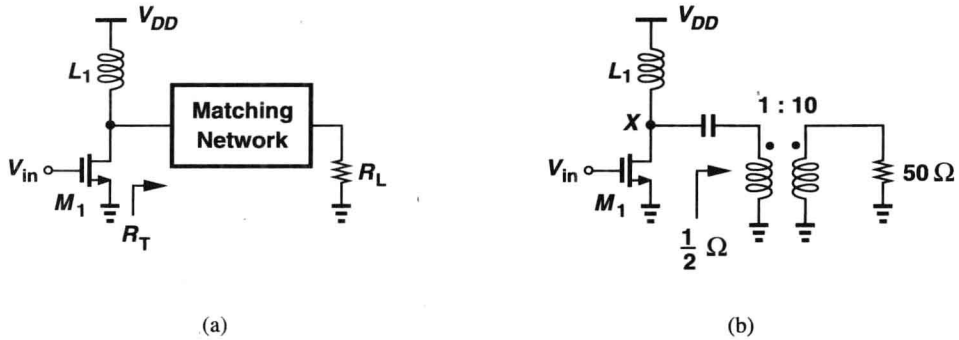 V_DD
L_1
Matching
Network
V_in
M_1
R_T
R_L
(a)
V_DD
L_1
1 : 10
X
V_in
M_1
1/2 Ω
50 Ω
(b)